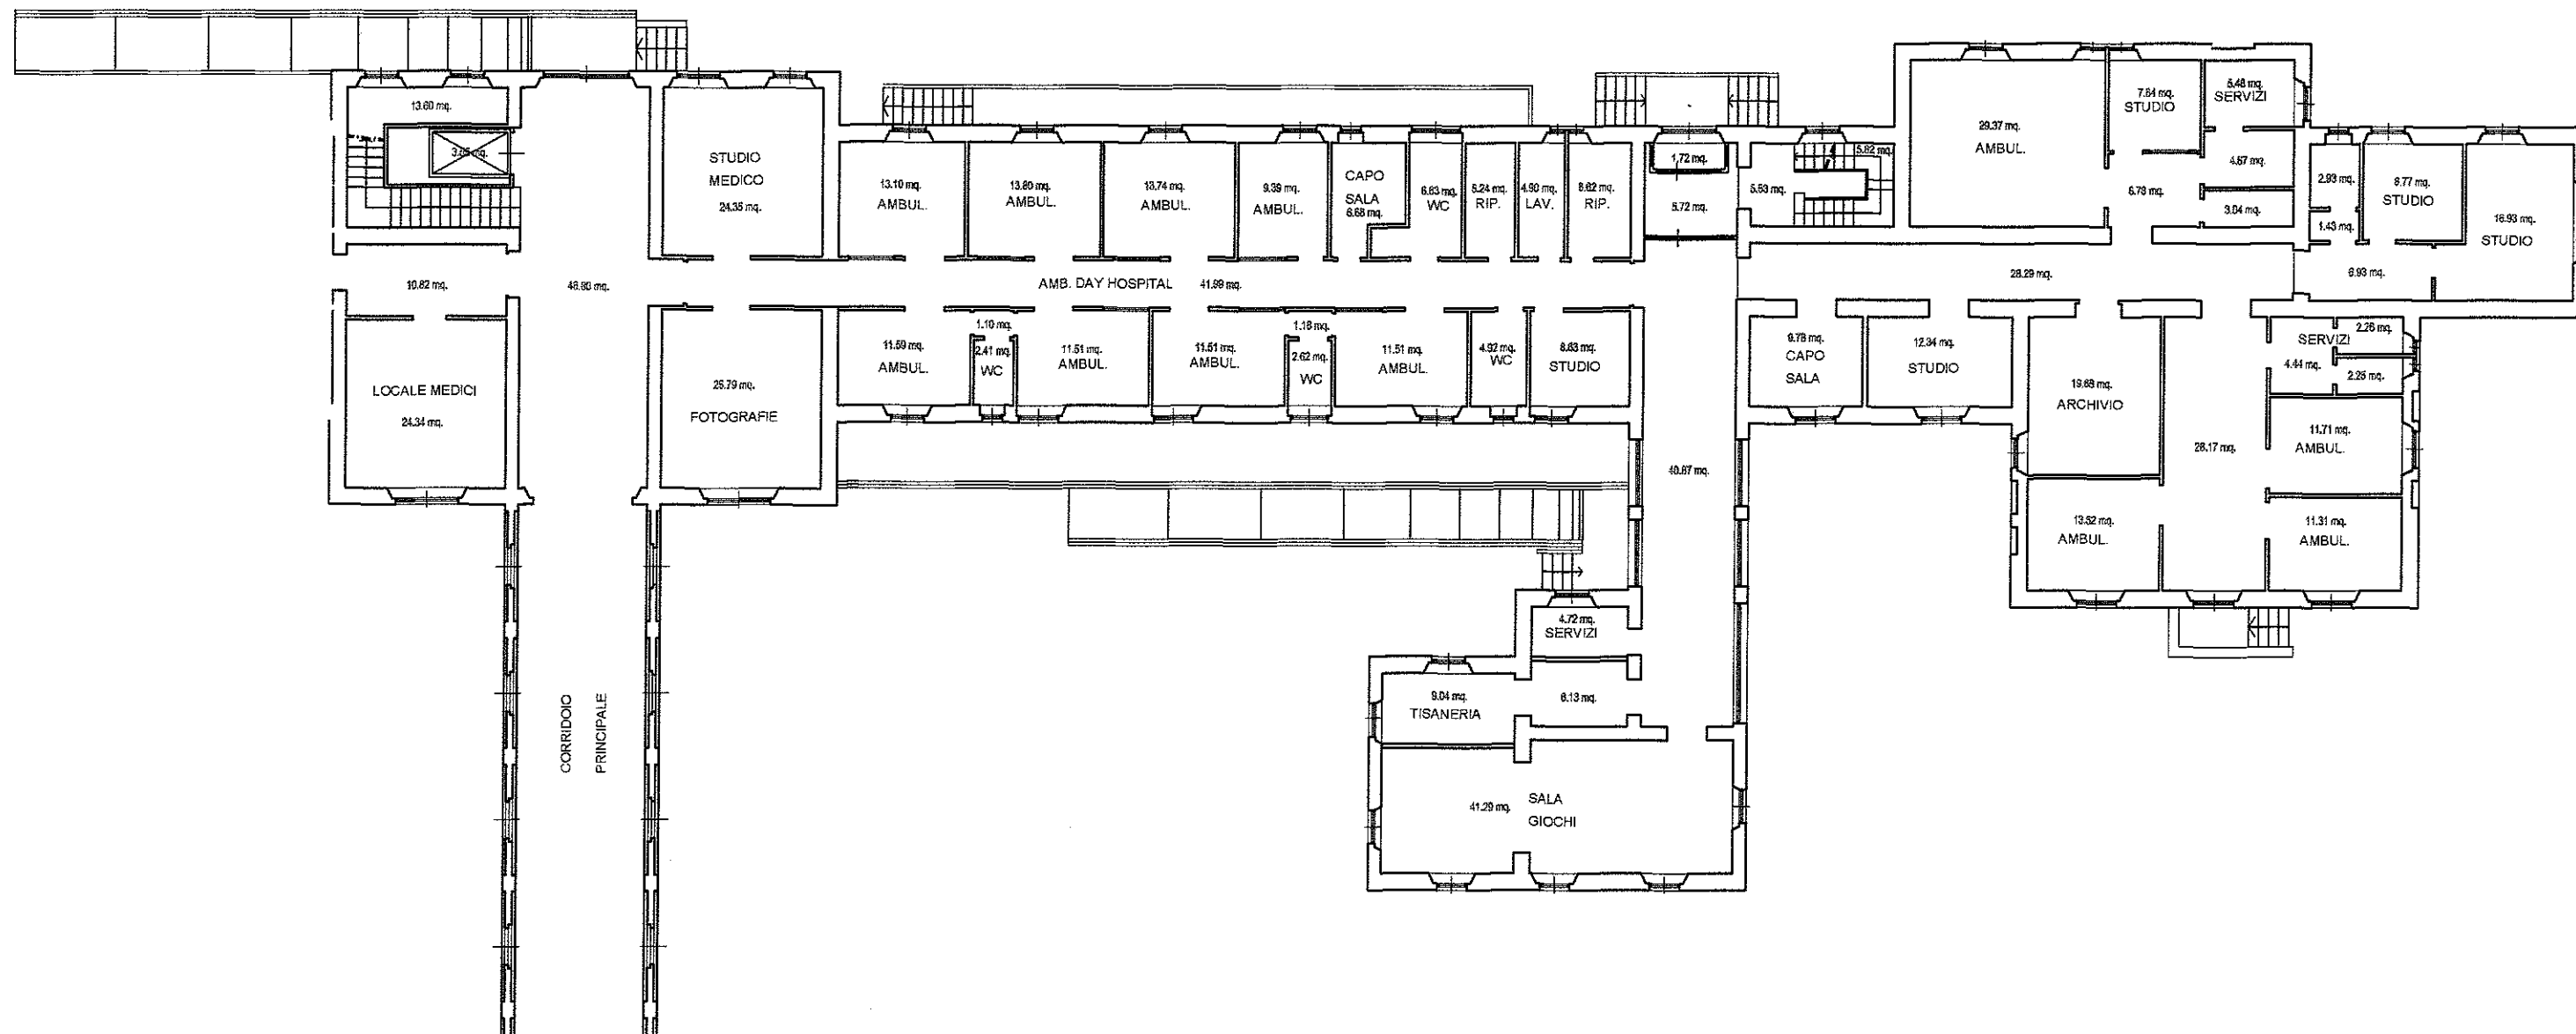 13.60 mq.
STUDIO
MEDICO
24.35 mq.
10.82 mq.
LOCALE MEDICI
24.34 mq.
26.79 mq.
FOTOGRAFIE
CORRIDOIO
PRINCIPALE
13.10 mq.
AMBUL.
13.80 mq.
AMBUL.
13.74 mq.
AMBUL.
9.39 mq.
AMBUL.
CAPO
SALA
6.68 mq.
6.63 mq.
WC
5.24 mq.
RIP.
4.90 mq.
LAV.
8.62 mq.
RIP.
AMB. DAY HOSPITAL 41.99 mq.
11.59 mq.
AMBUL.
1.10 mq.
2.41 mq.
WC
11.51 mq.
AMBUL.
11.51 mq.
AMBUL.
1.18 mq.
2.62 mq.
WC
11.51 mq.
AMBUL.
4.92 mq.
WC
8.63 mq.
STUDIO
1.72 mq.
5.72 mq.
5.53 mq.
5.82 mq.
40.87 mq.
4.72 mq.
SERVIZI
9.04 mq.
TISANERIA
6.13 mq.
41.29 mq.
SALA
GIOCHI
29.37 mq.
AMBUL.
7.64 mq.
STUDIO
5.48 mq.
SERVIZI
4.67 mq.
6.78 mq.
3.04 mq.
2.93 mq.
1.43 mq.
8.77 mq.
STUDIO
16.93 mq.
STUDIO
28.29 mq.
6.93 mq.
9.78 mq.
CAPO
SALA
12.34 mq.
STUDIO
19.68 mq.
ARCHIVIO
28.17 mq.
SERVIZI
2.26 mq.
4.44 mq.
2.25 mq.
11.71 mq.
AMBUL.
13.52 mq.
AMBUL.
11.31 mq.
AMBUL.